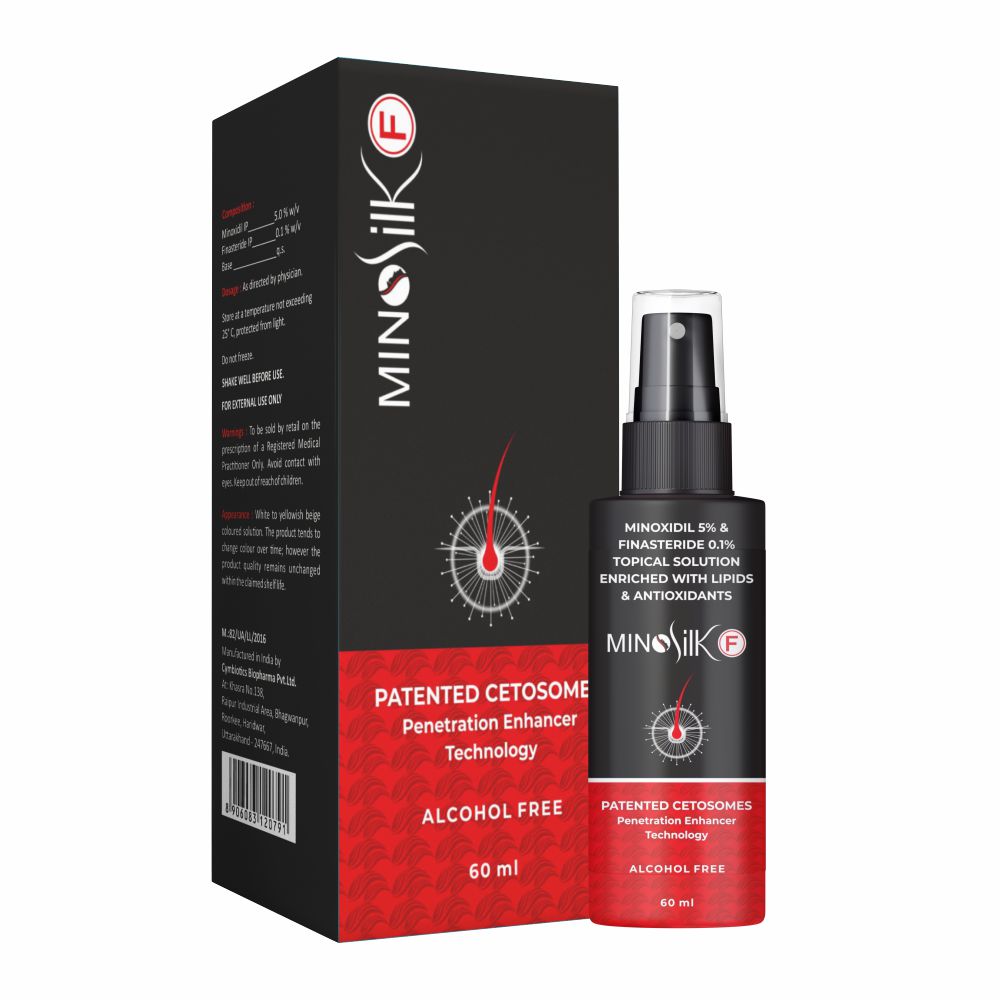 Composition :
Minoxidil IP________5.0 % w/v
Finasteride IP________0.1 % w/v
Base________q.s.
Dosage : As directed by physician.
Store at a temperature not exceeding
25° C, protected from light.
Do not freeze.
SHAKE WELL BEFORE USE.
FOR EXTERNAL USE ONLY
Warnings : To be sold by retail on the
prescription of a Registered Medical
Practitioner Only. Avoid contact with
eyes. Keep out of reach of children.
Appearance : White to yellowish beige
coloured solution. The product tends to
change colour over time; however the
product quality remains unchanged
within the claimed shelf life.
M.:82/UA/LL/2016
Manufactured in India by
Cymbiotics Biopharma Pvt.Ltd.
At: Khasra No.138,
Raipur Industrial Area, Bhagwanpur,
Roorkee, Haridwar,
Uttarakhand - 247667, India.
8 906083 120791
MINOSilK F
PATENTED CETOSOME
Penetration Enhancer
Technology
ALCOHOL FREE
60 ml
MINOXIDIL 5% &
FINASTERIDE 0.1%
TOPICAL SOLUTION
ENRICHED WITH LIPIDS
& ANTIOXIDANTS
MINOSilK F
PATENTED CETOSOMES
Penetration Enhancer
Technology
ALCOHOL FREE
60 ml